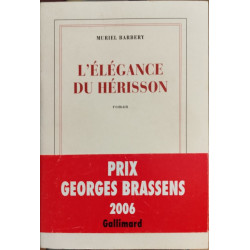 MURIEL BARBERY
L'ÉLÉGANCE
DU HÉRISSON
roman
PRIX
GEORGES BRASSENS
2006
Gallimard